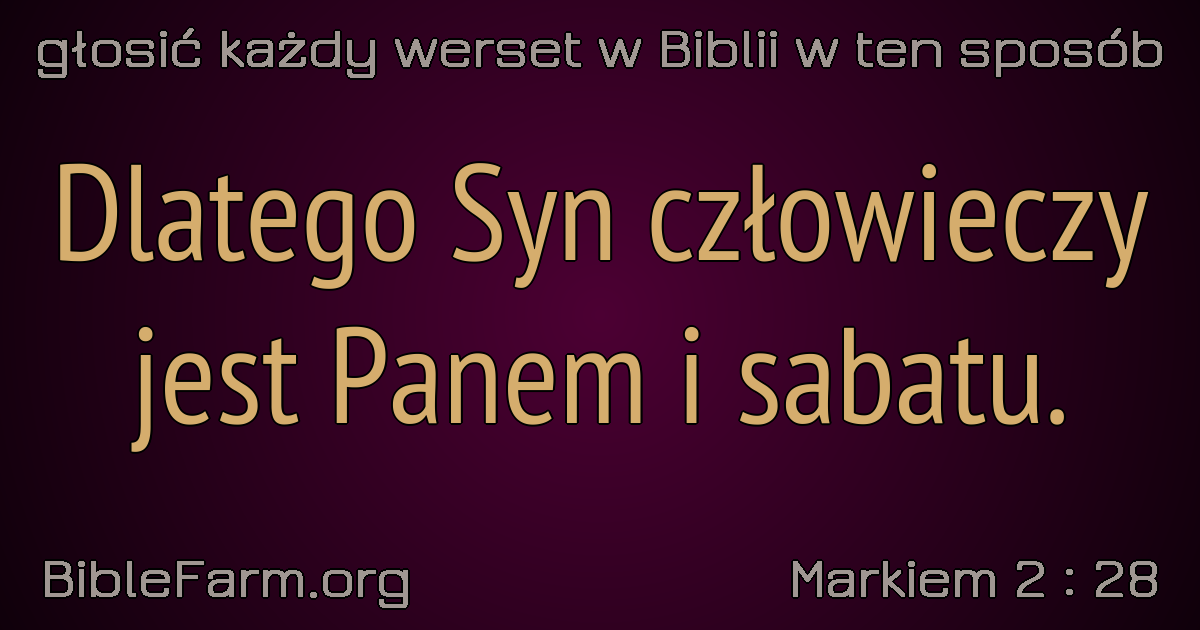 głosić każdy werset w Biblii w ten sposób
Dlatego Syn człowieczy
jest Panem i sabatu.
BibleFarm.org
Markiem 2 : 28